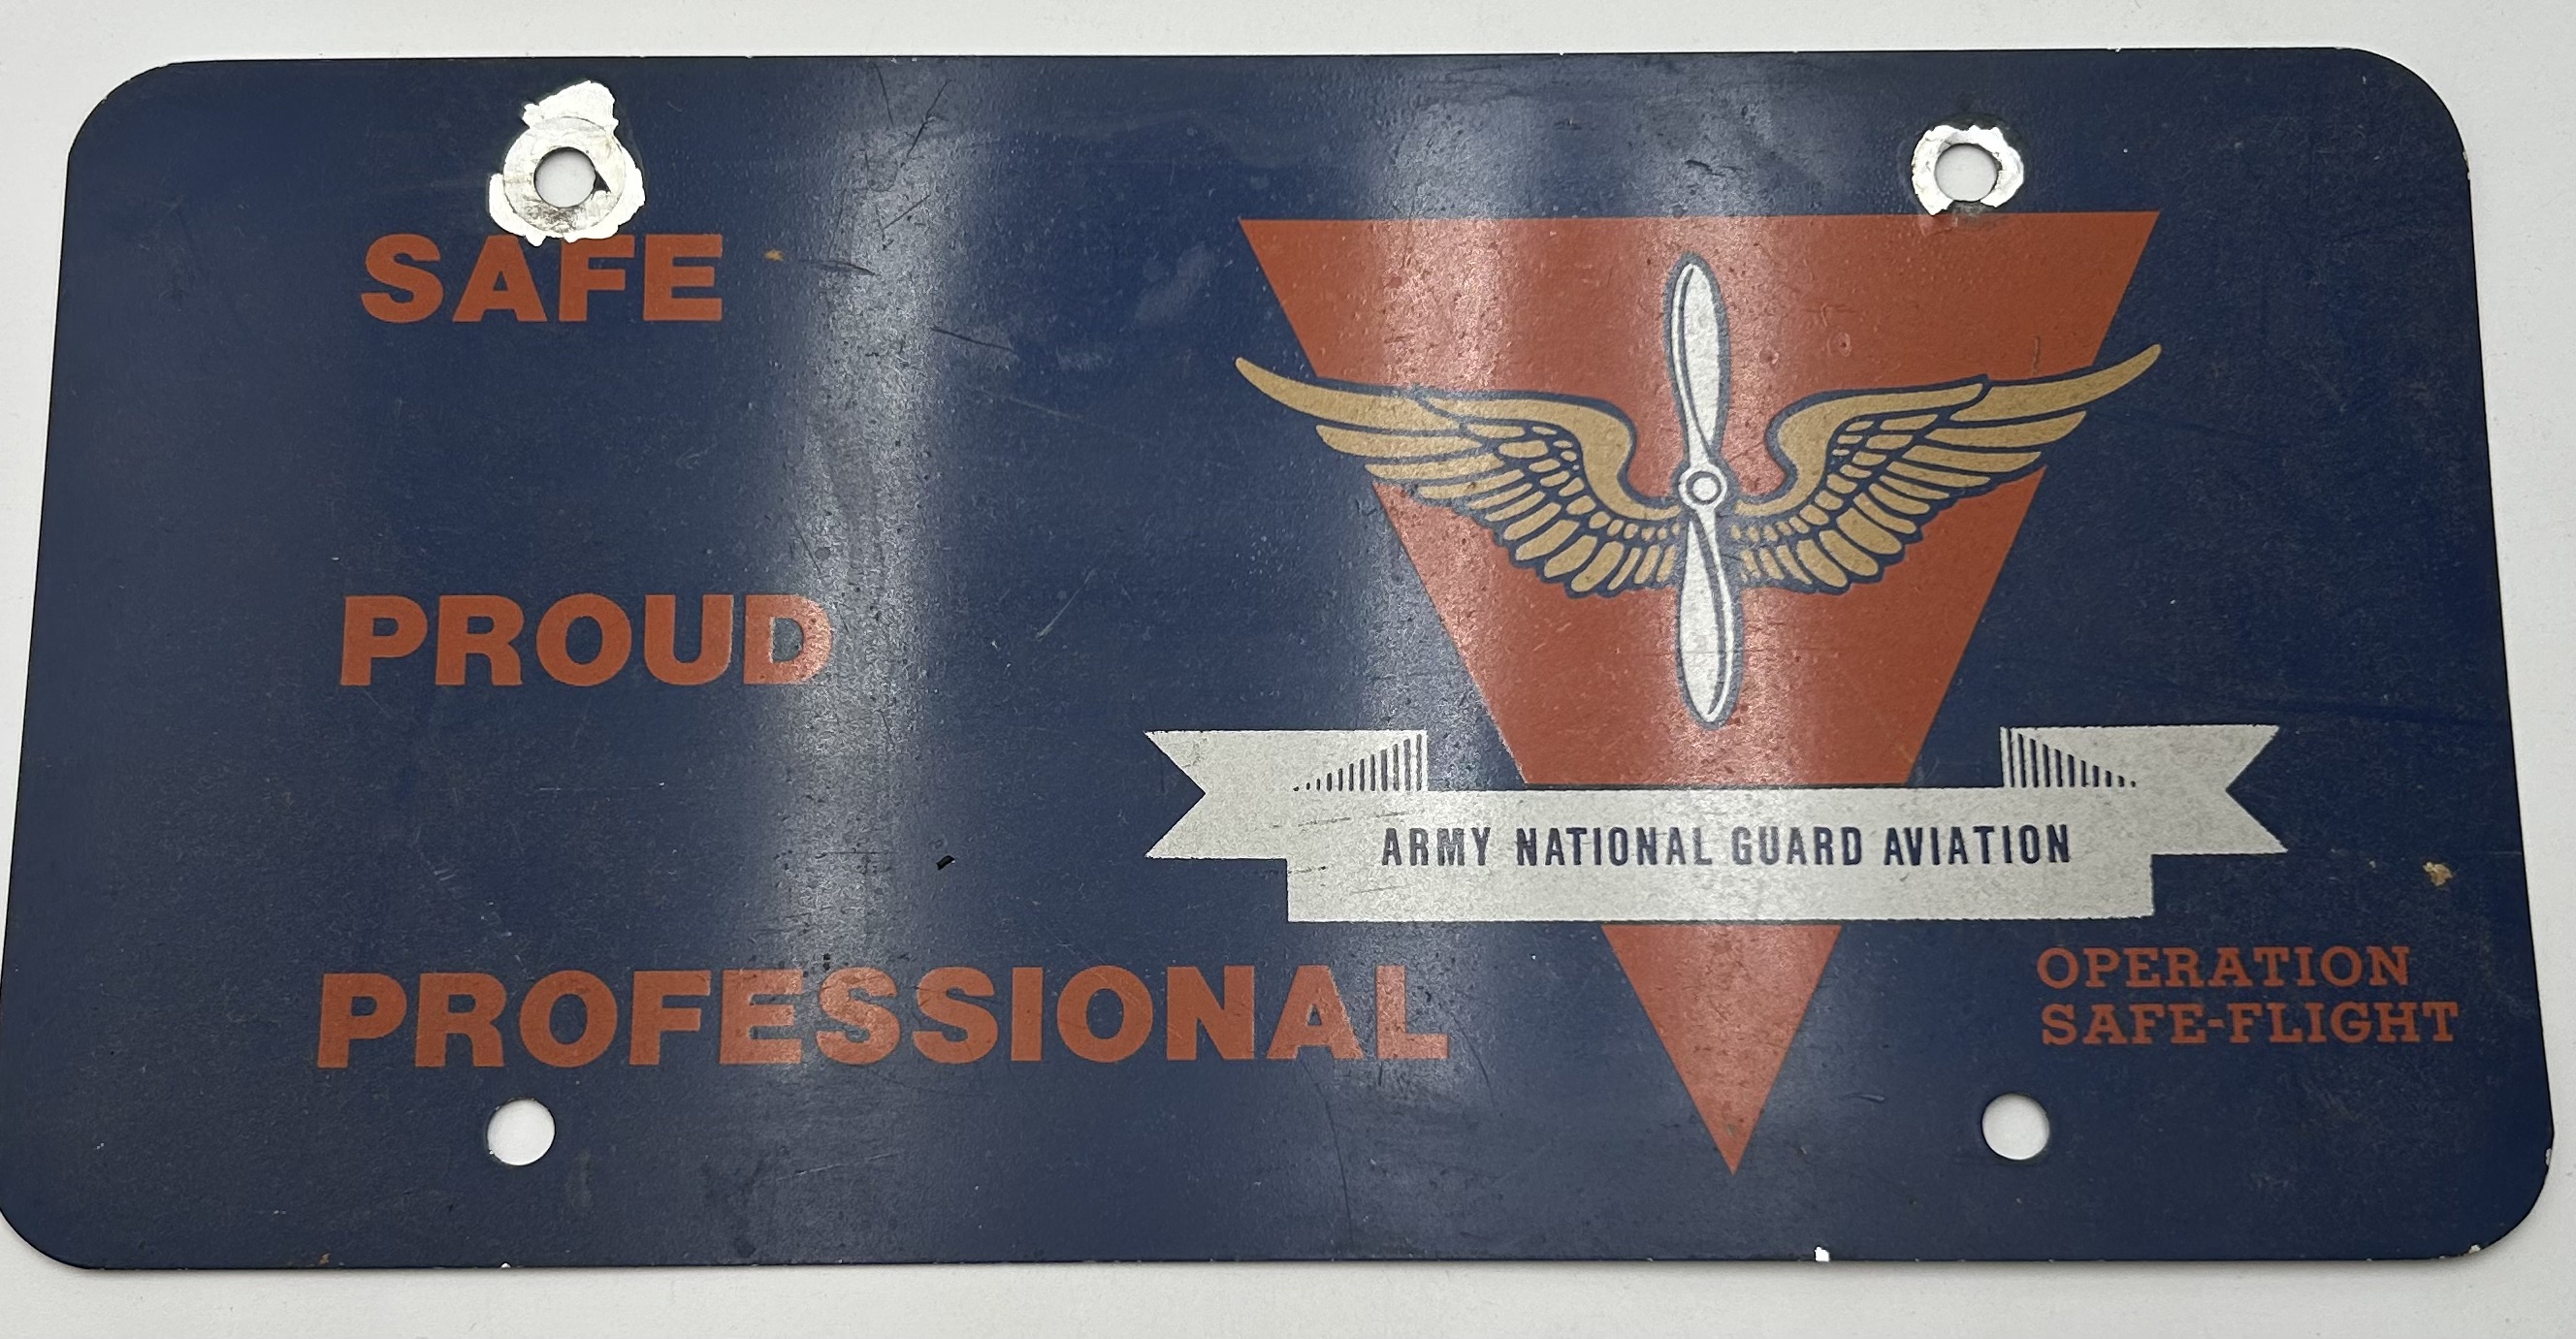 SAFE
PROUD
PROFESSIONAL
ARMY NATIONAL GUARD AVIATION
OPERATION
SAFE-FLIGHT